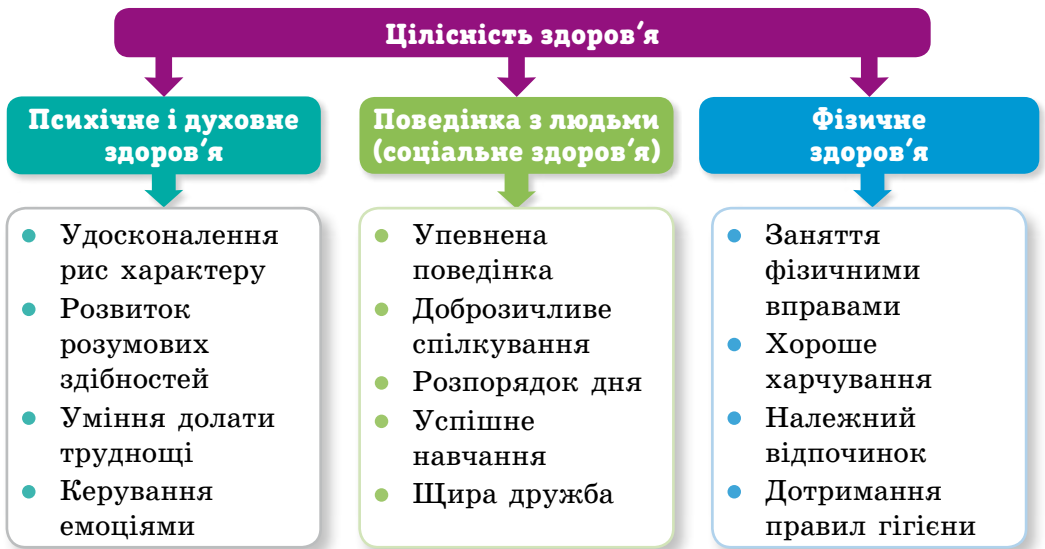 Цілісність здоров′я
Психічне і духовне
здоров′я
Удосконалення
рис характеру
Розвиток
розумових
здібностей
Уміння долати
труднощі
Керування
емоціями
Поведінка з людьми
(соціальне здоров′я)
Упевнена
поведінка
Доброзичливе
спілкування
Розпорядок дня
Успішне
навчання
Щира дружба
Фізичне
здоров′я
Заняття
фізичними
вправами
Хороше
харчування
Належний
відпочинок
Дотримання
правил гігієни